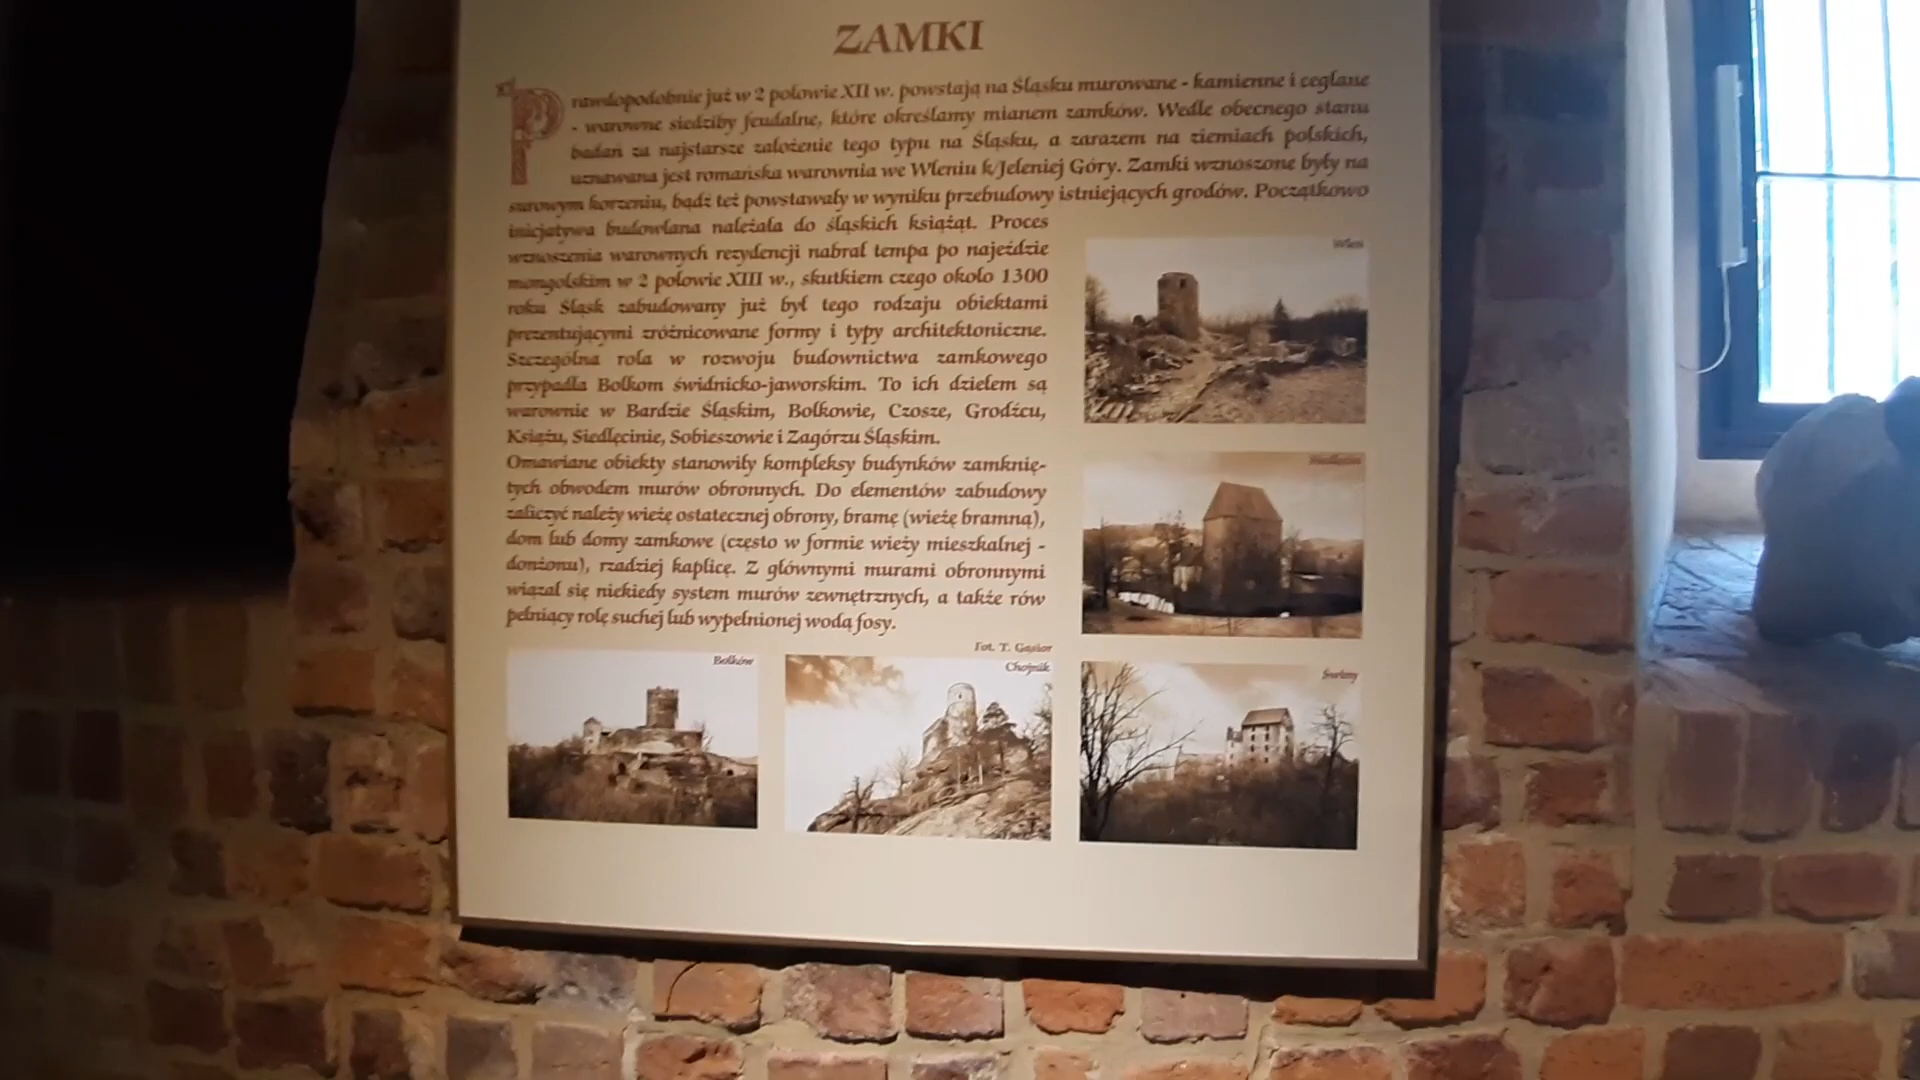 ZAMKI
Prawdopodobnie już w 2 połowie XII w. powstają na Śląsku murowane - kamienne i ceglane
- warowne siedziby feudalne, które określamy mianem zamków. Wedle obecnego stanu
badań za najstarsze założenie tego typu na Śląsku, a zarazem na ziemiach polskich,
uznawana jest romańska warownia we Wleniu k/Jeleniej Góry. Zamki wznoszone były na
surowym korzeniu, bądź też powstawały w wyniku przebudowy istniejących grodów. Początkowo
inicjatywa budowlana należała do śląskich książąt. Proces
wznoszenia warownych rezydencji nabrał tempa po najeździe
mongolskim w 2 połowie XIII w., skutkiem czego około 1300
roku Śląsk zabudowany już był tego rodzaju obiektami
prezentującymi zróżnicowane formy i typy architektoniczne.
Szczególna rola w rozwoju budownictwa zamkowego
przypadła Bolkom świdnicko-jaworskim. To ich dziełem są
warownie w Bardzie Śląskim, Bolkowie, Czosze, Grodźcu,
Książu, Siedlęcinie, Sobieszowie i Zagórzu Śląskim.
Omawiane obiekty stanowiły kompleksy budynków zamknię-
tych obwodem murów obronnych. Do elementów zabudowy
zaliczyć należy wieżę ostatecznej obrony, bramę (wieżę bramną),
dom lub domy zamkowe (często w formie wieży mieszkalnej -
donżonu), rzadziej kaplicę. Z głównymi murami obronnymi
wiązał się niekiedy system murów zewnętrznych, a także rów
pełniący rolę suchej lub wypełnionej wodą fosy.
Fot. T. Gąsior
Wleń
Siedlęcin
Bolków
Chojnik
Świny